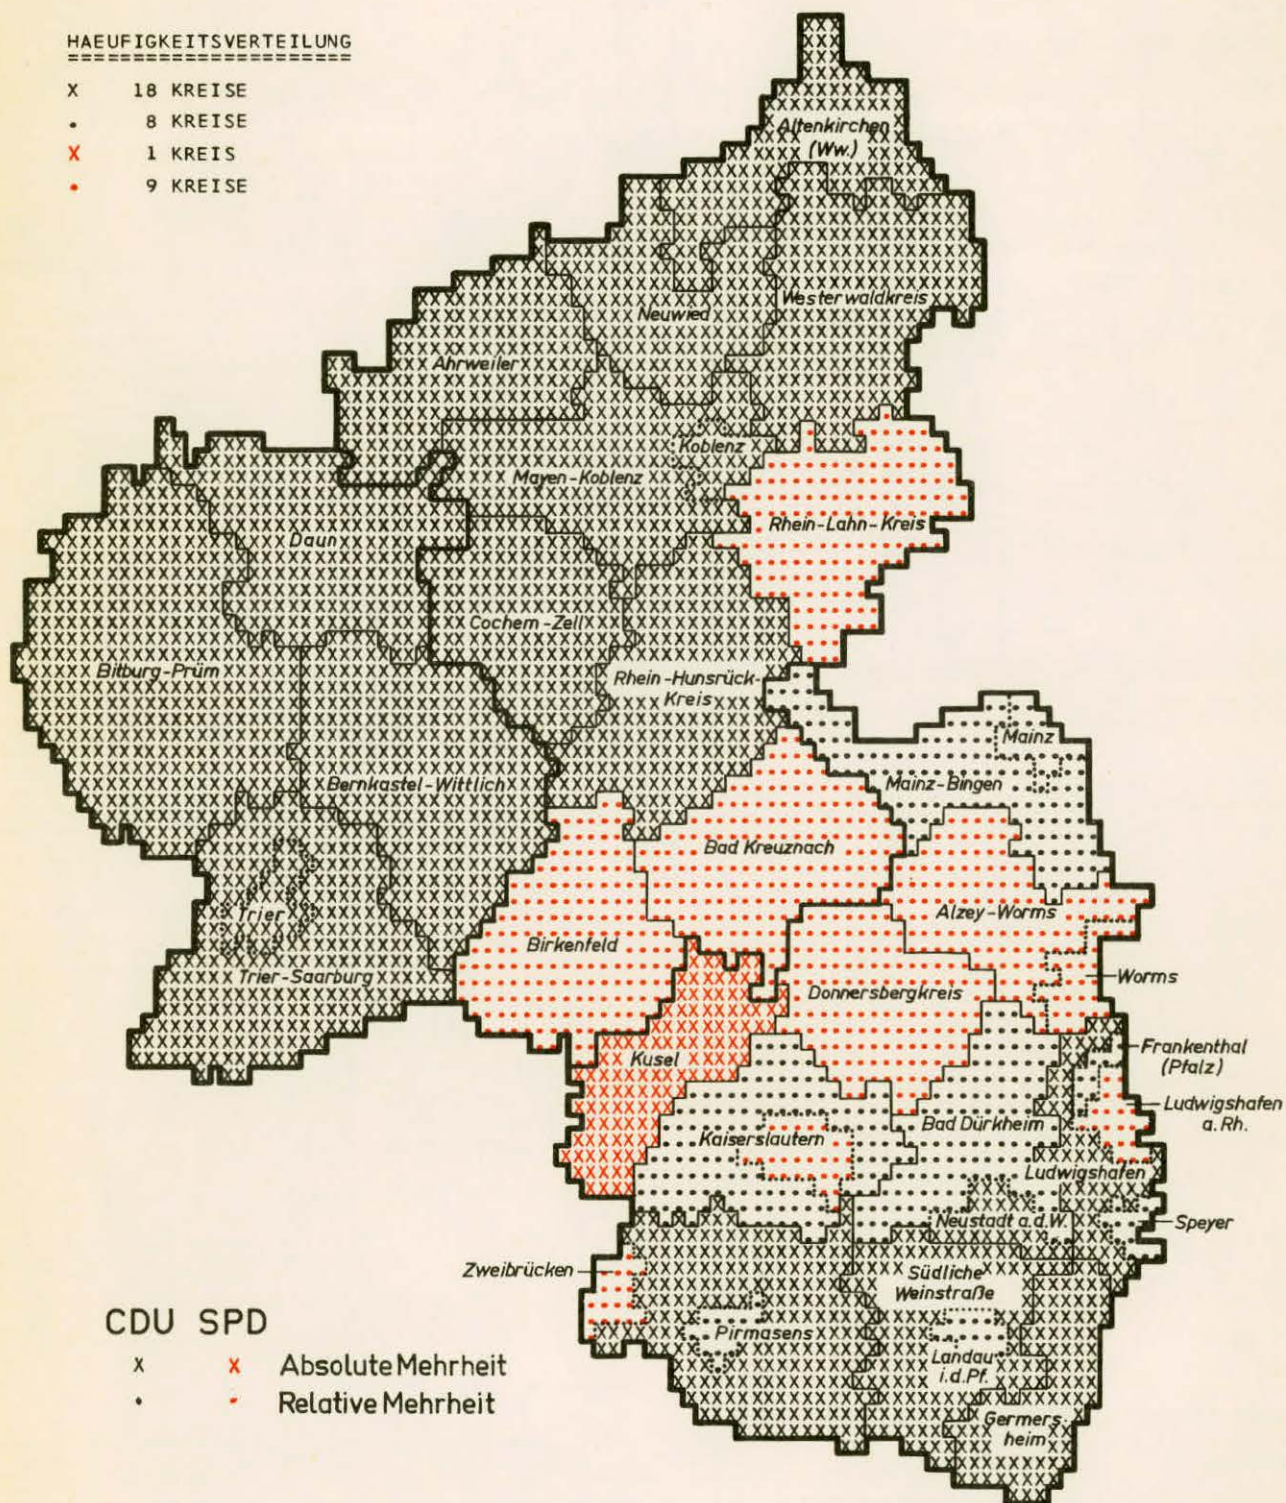 HAEUFIGKEITSVERTEILUNG
X 18 KREISE
. 8 KREISE
X 1 KREIS
. 9 KREISE
Altenkirchen
(Ww.)
Neuwied
Westerwaldkreis
Ahrweiler
Koblenz
Mayen-Koblenz
Rhein-Lahn-Kreis
Daun
Cochem-Zell
Bitburg-Prüm
Rhein-Hunsrück-
Kreis
Mainz
Mainz-Bingen
Bernkastel-Wittlich
Bad Kreuznach
Alzey-Worms
Trier
Birkenfeld
Trier-Saarburg
Donnersbergkreis
Worms
Kusel
Frankenthal
(Pfalz)
Ludwigshafen
a. Rh.
Kaiserslautern
Bad Dürkheim
Ludwigshafen
Neustadt a.d.W.
Speyer
Zweibrücken
Südliche
Weinstraße
Pirmasens
Landau
i.d.Pf.
Germers-
heim
CDU SPD
X X Absolute Mehrheit
. . Relative Mehrheit